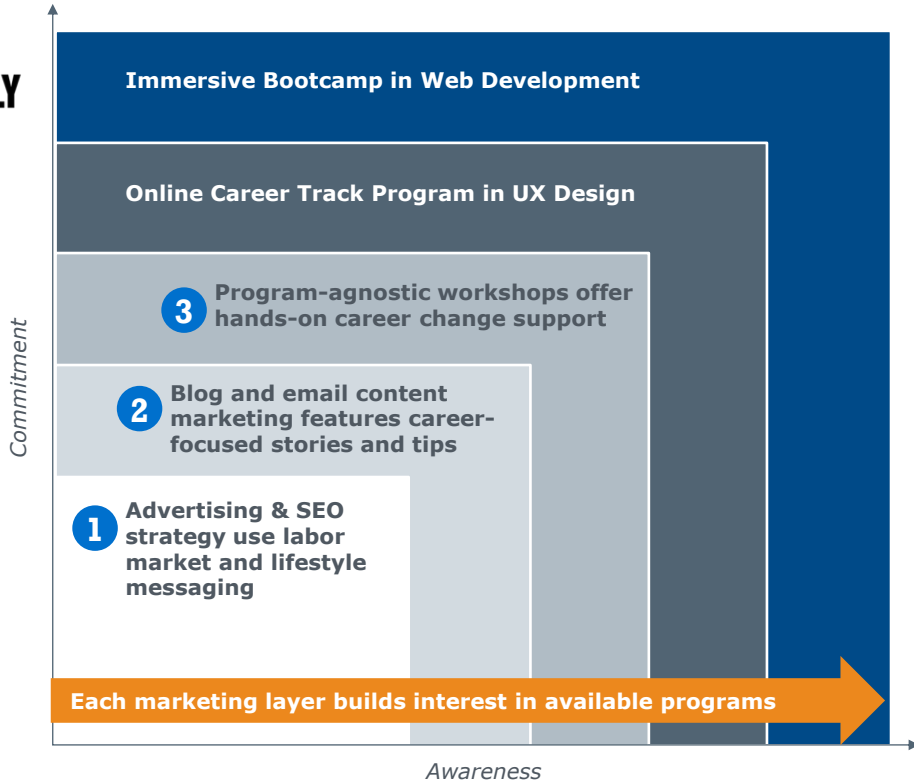 LY
Immersive Bootcamp in Web Development
Online Career Track Program in UX Design
3
Program-agnostic workshops offer
hands-on career change support
2
Blog and email content
marketing features career-
focused stories and tips
1
Advertising & SEO
strategy use labor
market and lifestyle
messaging
Each marketing layer builds interest in available programs
Commitment
Awareness